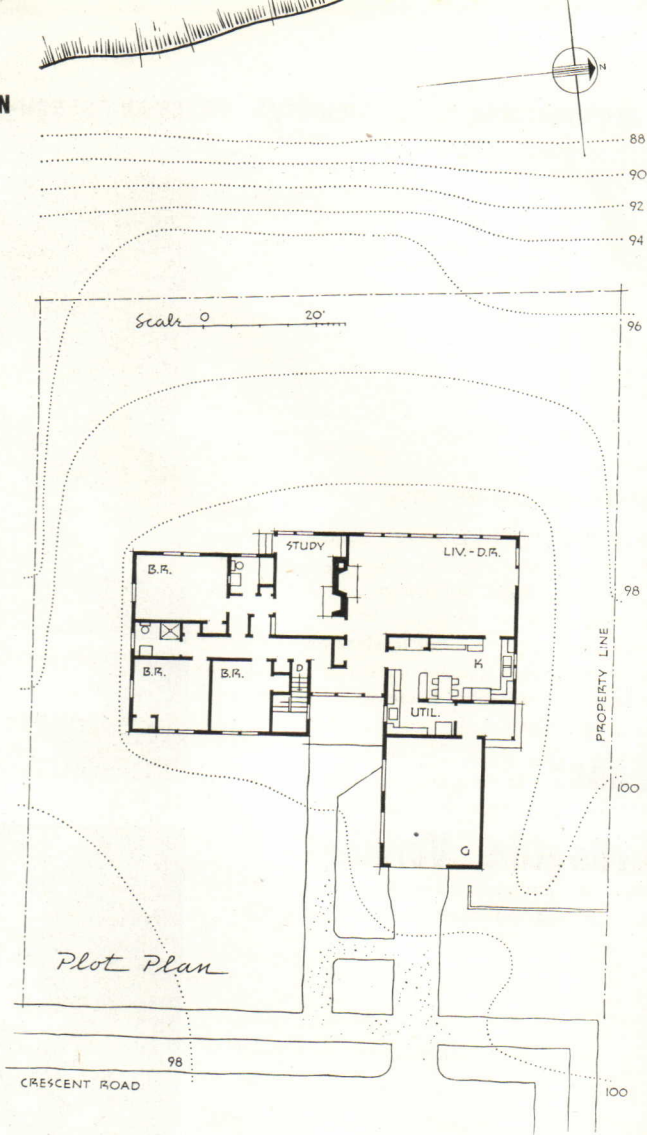 N
N
88
90
92
94
96
Scale 0 20'
STUDY
LIV.-D.R.
B.R.
98
K
D
B.R.
B.R.
UTIL.
PROPERTY LINE
100
G
Plot Plan
98
CRESCENT ROAD
100